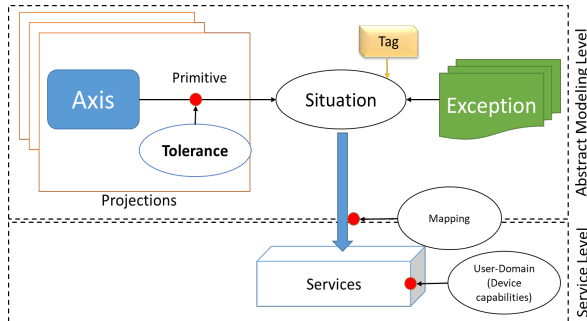 Tag
Primitive
Axis
Situation
Exception
Tolerance
Projections
Abstract Modeling Level
Mapping
Services
User-Domain
(Device
capabilities)
Service Level